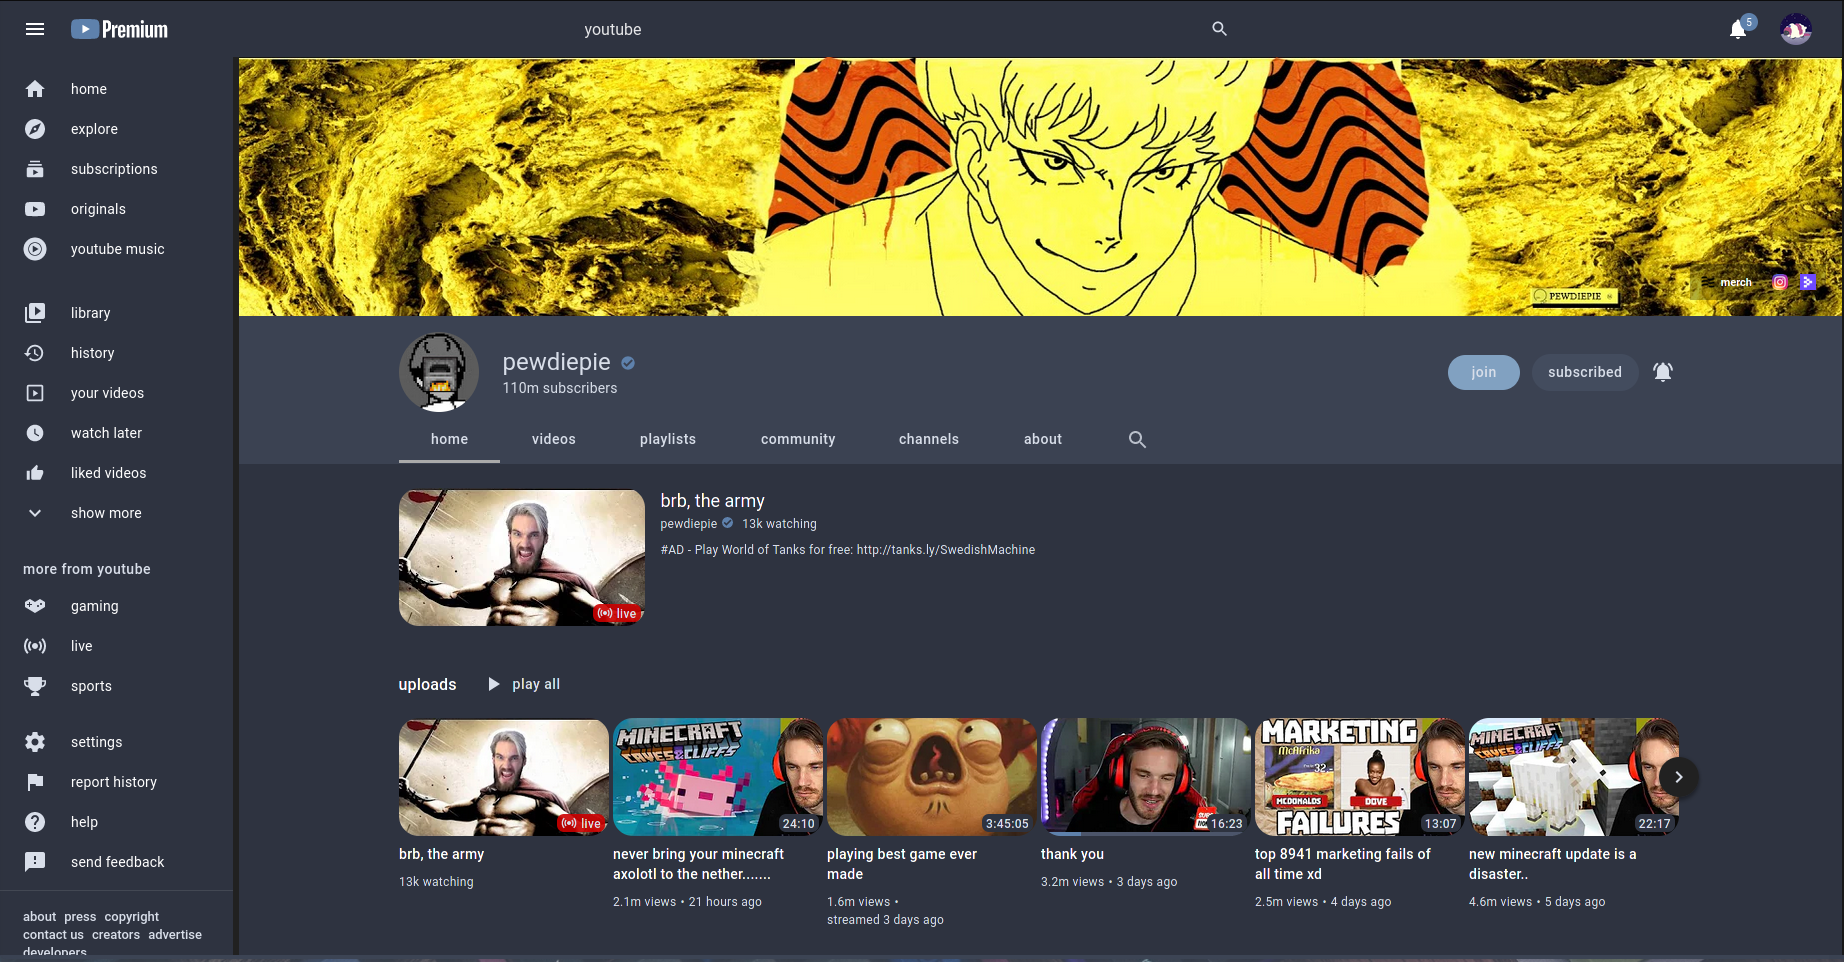 Premium
youtube
5
home
explore
subscriptions
originals
youtube music
library
history
your videos
watch later
liked videos
show more
more from youtube
gaming
live
sports
settings
report history
help
send feedback
about press copyright
contact us creators advertise
developers
PEWDIEPIE
merch
pewdiepie
110m subscribers
join
subscribed
home
videos
playlists
community
channels
about
live
brb, the army
pewdiepie 13k watching
#AD - Play World of Tanks for free: http://tanks.ly/SwedishMachine
uploads
play all
live
brb, the army
13k watching
MINECRAFT
CAVES & CLIFFS
24:10
never bring your minecraft
axolotl to the nether.......
2.1m views • 21 hours ago
3:45:05
playing best game ever
made
1.6m views •
streamed 3 days ago
16:23
thank you
3.2m views • 3 days ago
MARKETING
McAfrika
32.-
MCDONALDS
DOVE
FAILURES
13:07
top 8941 marketing fails of
all time xd
2.5m views • 4 days ago
MINECRAFT
CAVES & CLIFFS
22:17
new minecraft update is a
disaster..
4.6m views • 5 days ago